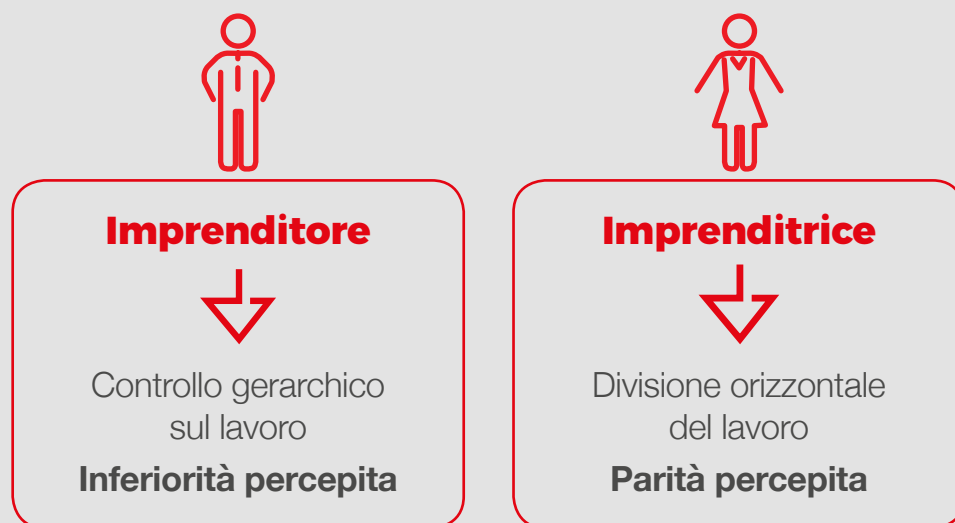 Imprenditore
Controllo gerarchico
sul lavoro
Inferiorità percepita
Imprenditrice
Divisione orizzontale
del lavoro
Parità percepita